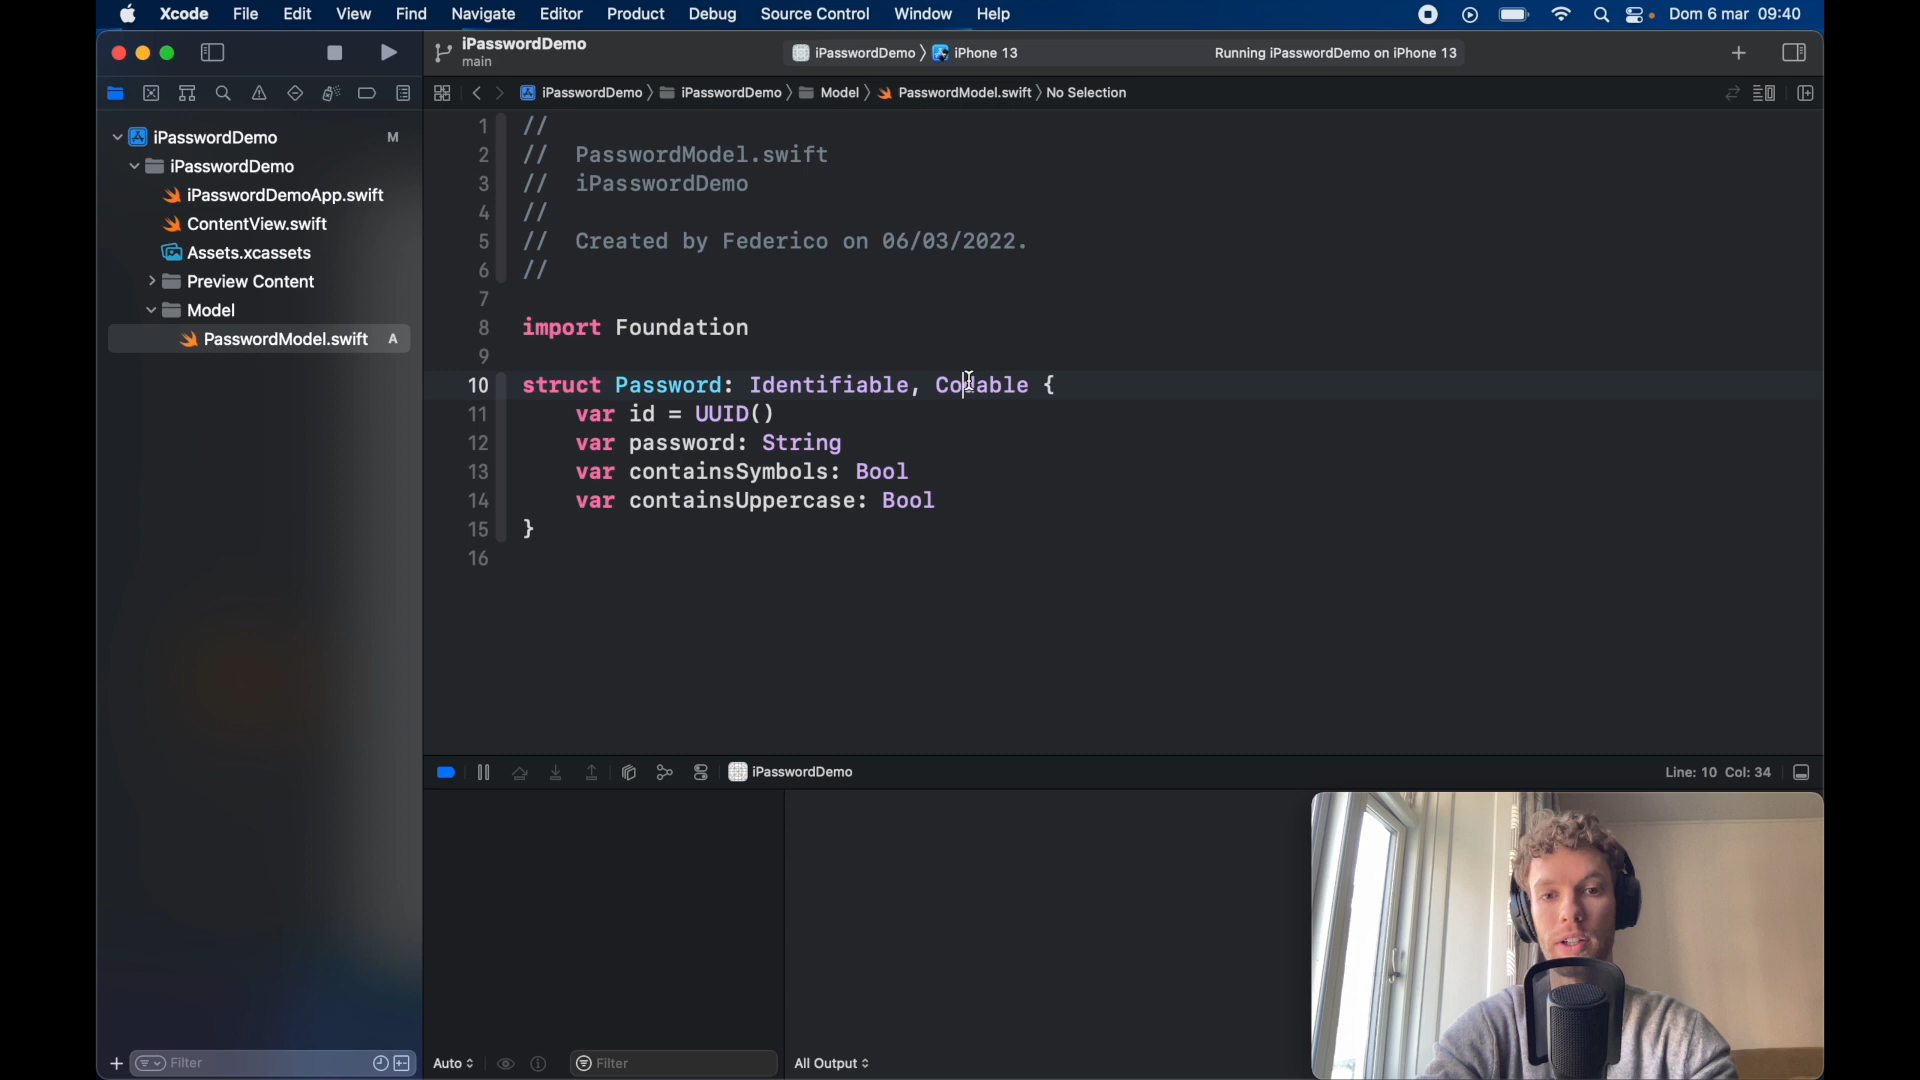 Xcode File Edit View Find Navigate Editor Product Debug Source Control Window Help Dom 6 mar 09:40
iPasswordDemo
main
iPasswordDemo iPhone 13 Running iPasswordDemo on iPhone 13
iPasswordDemo iPasswordDemo Model PasswordModel.swift No Selection
iPasswordDemo M
iPasswordDemo
iPasswordDemoApp.swift
ContentView.swift
Assets.xcassets
Preview Content
Model
PasswordModel.swift A
1 //
2 // PasswordModel.swift
3 // iPasswordDemo
4 //
5 // Created by Federico on 06/03/2022.
6 //
7
8 import Foundation
9
10 struct Password: Identifiable, Codable {
11 var id = UUID()
12 var password: String
13 var containsSymbols: Bool
14 var containsUppercase: Bool
15 }
16
iPasswordDemo Line: 10 Col: 34
Filter
Auto Filter All Output